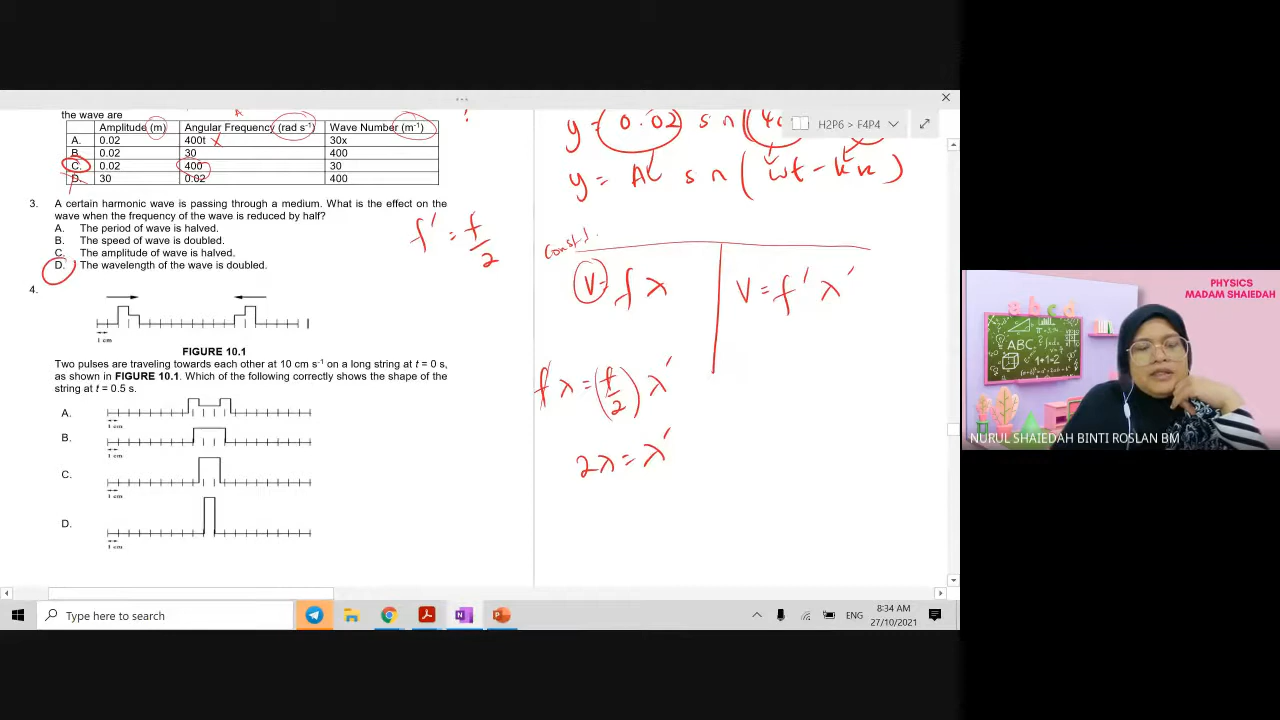 the wave are
Amplitude (m) Angular Frequency (rad s⁻¹) Wave Number (m⁻¹)
A. 0.02 400t x 30x
B. 0.02 30 400
C. 0.02 400 30
D. 30 0.02 400
3. A certain harmonic wave is passing through a medium. What is the effect on the
wave when the frequency of the wave is reduced by half?
A. The period of wave is halved.
B. The speed of wave is doubled.
C. The amplitude of wave is halved.
D. The wavelength of the wave is doubled.
f' = f/2
4.
1 cm
FIGURE 10.1
Two pulses are traveling towards each other at 10 cm s⁻¹ on a long string at t = 0 s,
as shown in FIGURE 10.1. Which of the following correctly shows the shape of the
string at t = 0.5 s.
A.
1 cm
B.
1 cm
C.
1 cm
D.
1 cm
y = 0.02 s n (
H2P6 > F4P4
y = A s n (wt - kx)
const.
V = fλ
V = f'λ'
fλ = (f/2) λ'
2λ = λ'
PHYSICS
MADAM SHAIEDAH
ABC
NURUL SHAIEDAH BINTI ROSLAN BM
Type here to search
ENG
8:34 AM
27/10/2021